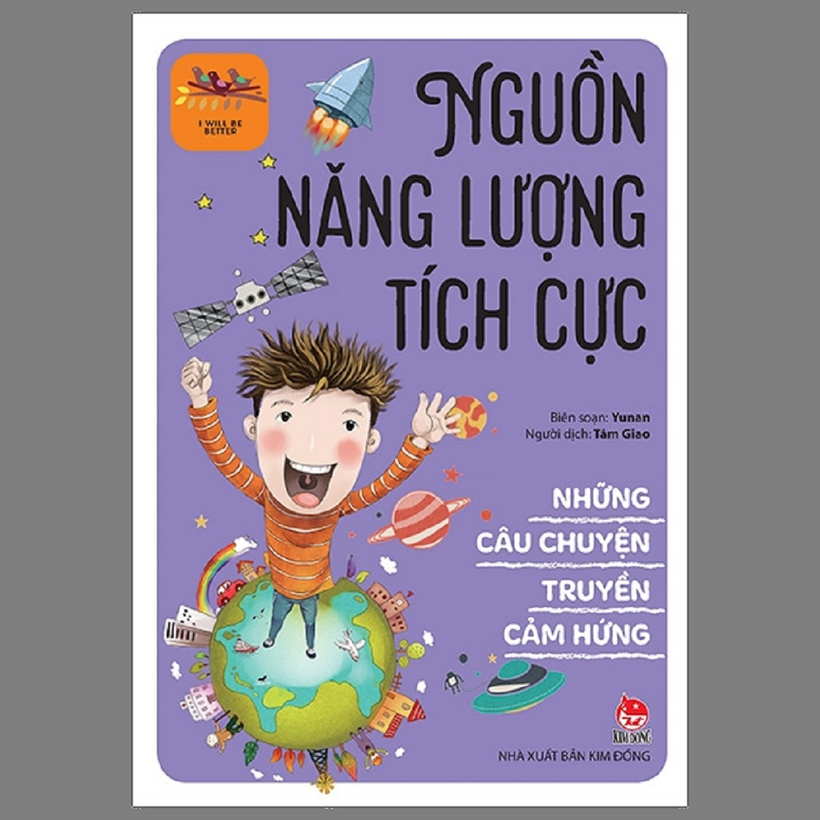 I WILL BE
BETTER
NGUỒN
NĂNG LƯỢNG
TÍCH CỰC
Biên soạn: Yunan
Người dịch: Tâm Giao
NHỮNG
CÂU CHUYỆN
TRUYỀN
CẢM HỨNG
KIM ĐỒNG
NHÀ XUẤT BẢN KIM ĐỒNG